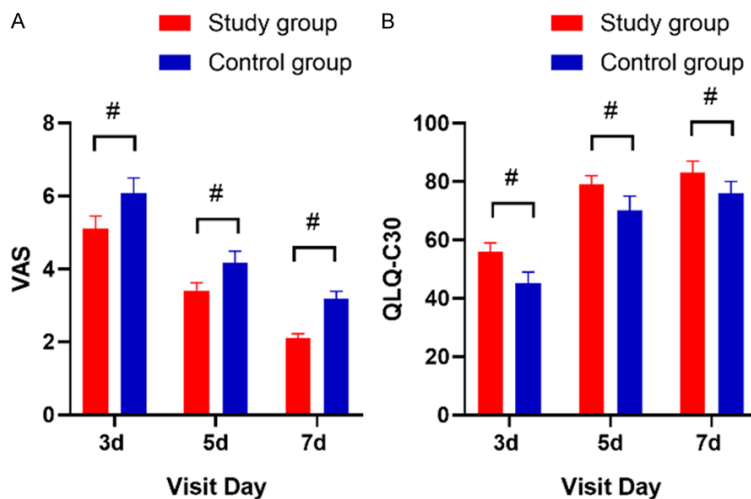 A
Study group
Control group
#
#
#
8
6
4
2
0
VAS
3d 5d 7d
Visit Day
B
Study group
Control group
#
#
#
100
80
60
40
20
0
QLQ-C30
3d 5d 7d
Visit Day